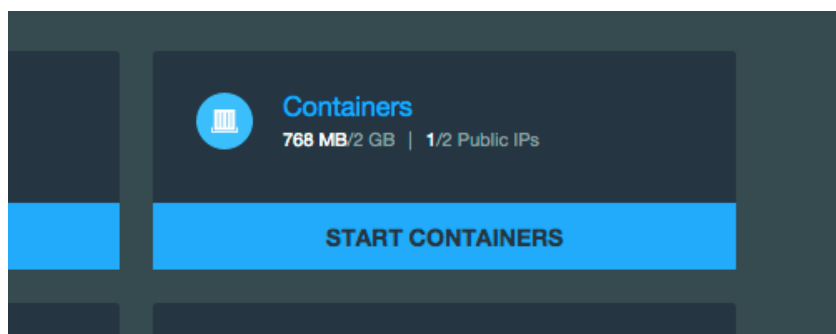 Containers
768 MB/2 GB | 1/2 Public IPs
START CONTAINERS